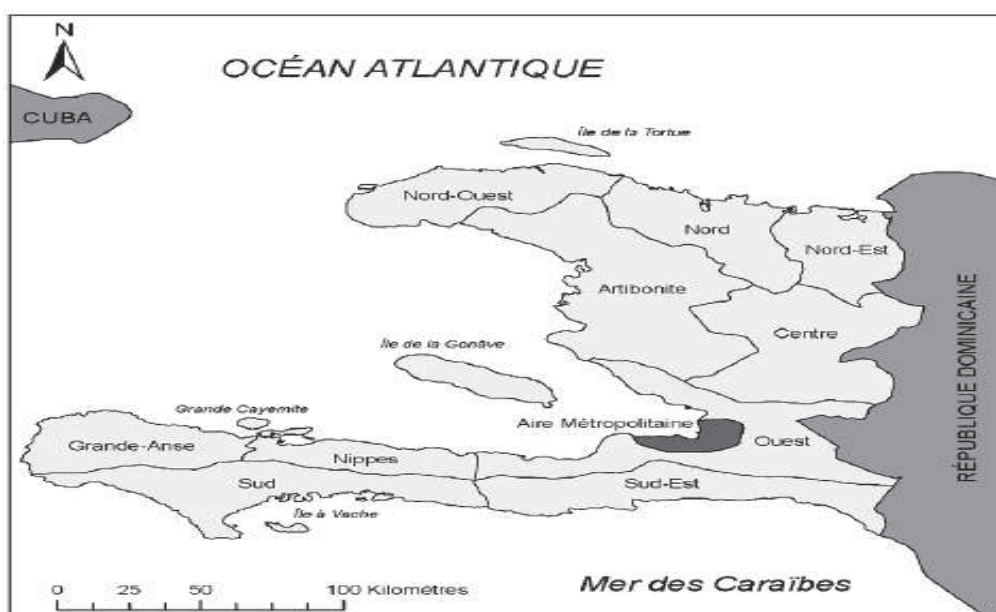 N
OCÉAN ATLANTIQUE
CUBA
Île de la Tortue
Nord-Ouest
Nord
Nord-Est
Artibonite
Centre
Île de la Gonâve
RÉPUBLIQUE DOMINICAINE
Grande Cayemite
Aire Métropolitaine
Ouest
Grande-Anse
Nippes
Sud
Sud-Est
Île à Vache
0 25 50 100 Kilomètres
Mer des Caraïbes